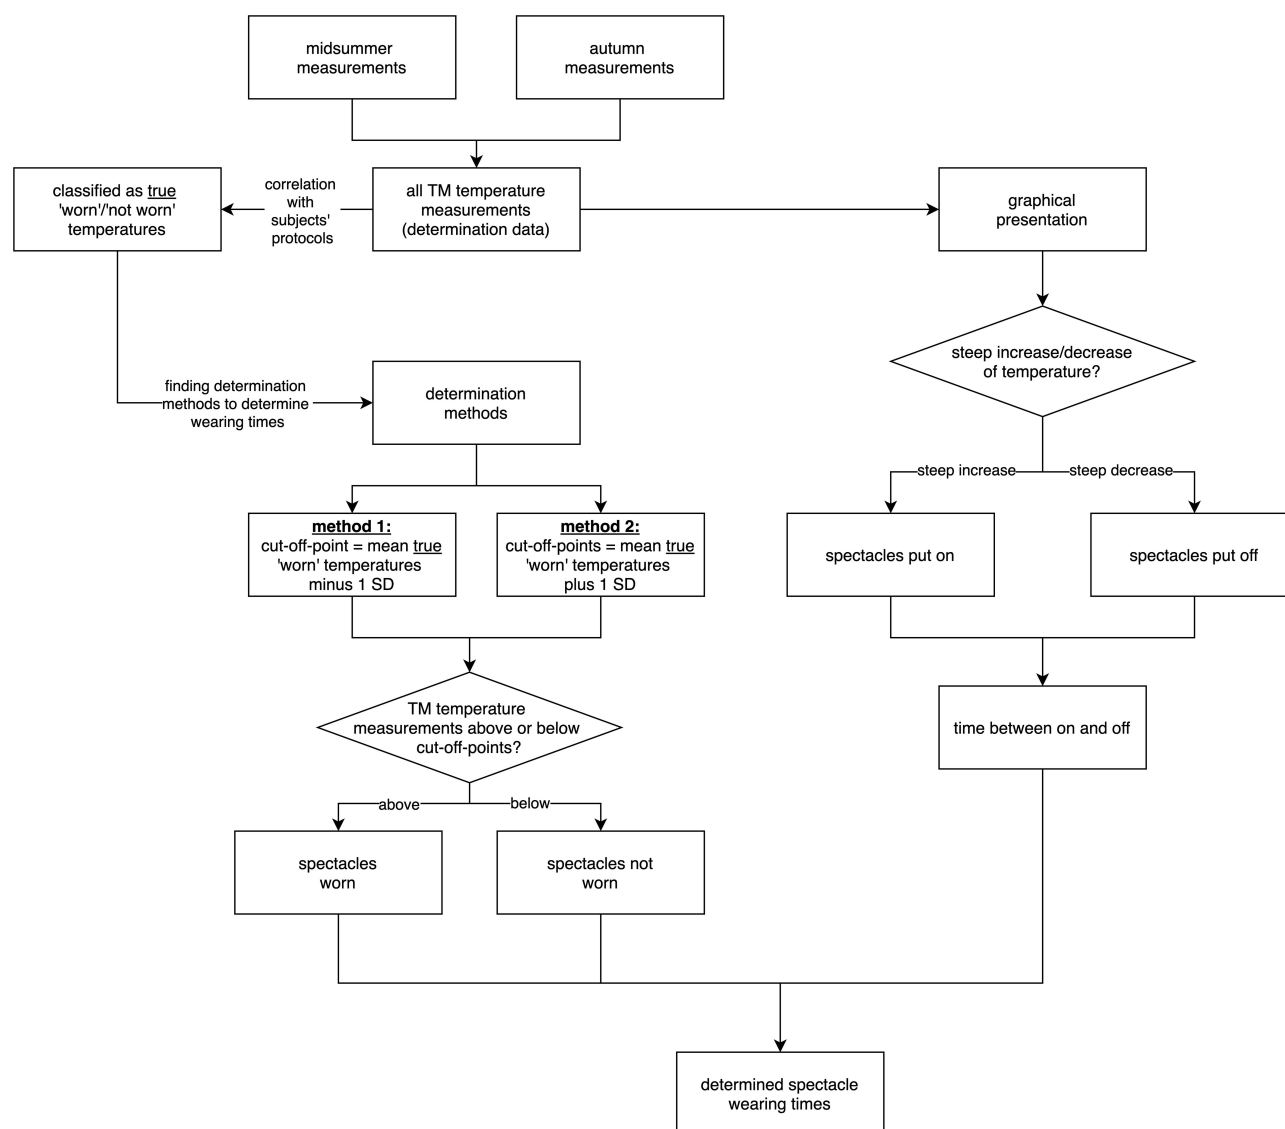 midsummer
measurements
autumn
measurements
classified as true
'worn'/'not worn'
temperatures
correlation
with
subjects'
protocols
all TM temperature
measurements
(determination data)
graphical
presentation
steep increase/decrease
of temperature?
finding determination
methods to determine
wearing times
determination
methods
steep increase
steep decrease
method 1:
cut-off-point = mean true
'worn' temperatures
minus 1 SD
method 2:
cut-off-points = mean true
'worn' temperatures
plus 1 SD
spectacles put on
spectacles put off
TM temperature
measurements above or below
cut-off-points?
time between on and off
above
below
spectacles
worn
spectacles not
worn
determined spectacle
wearing times